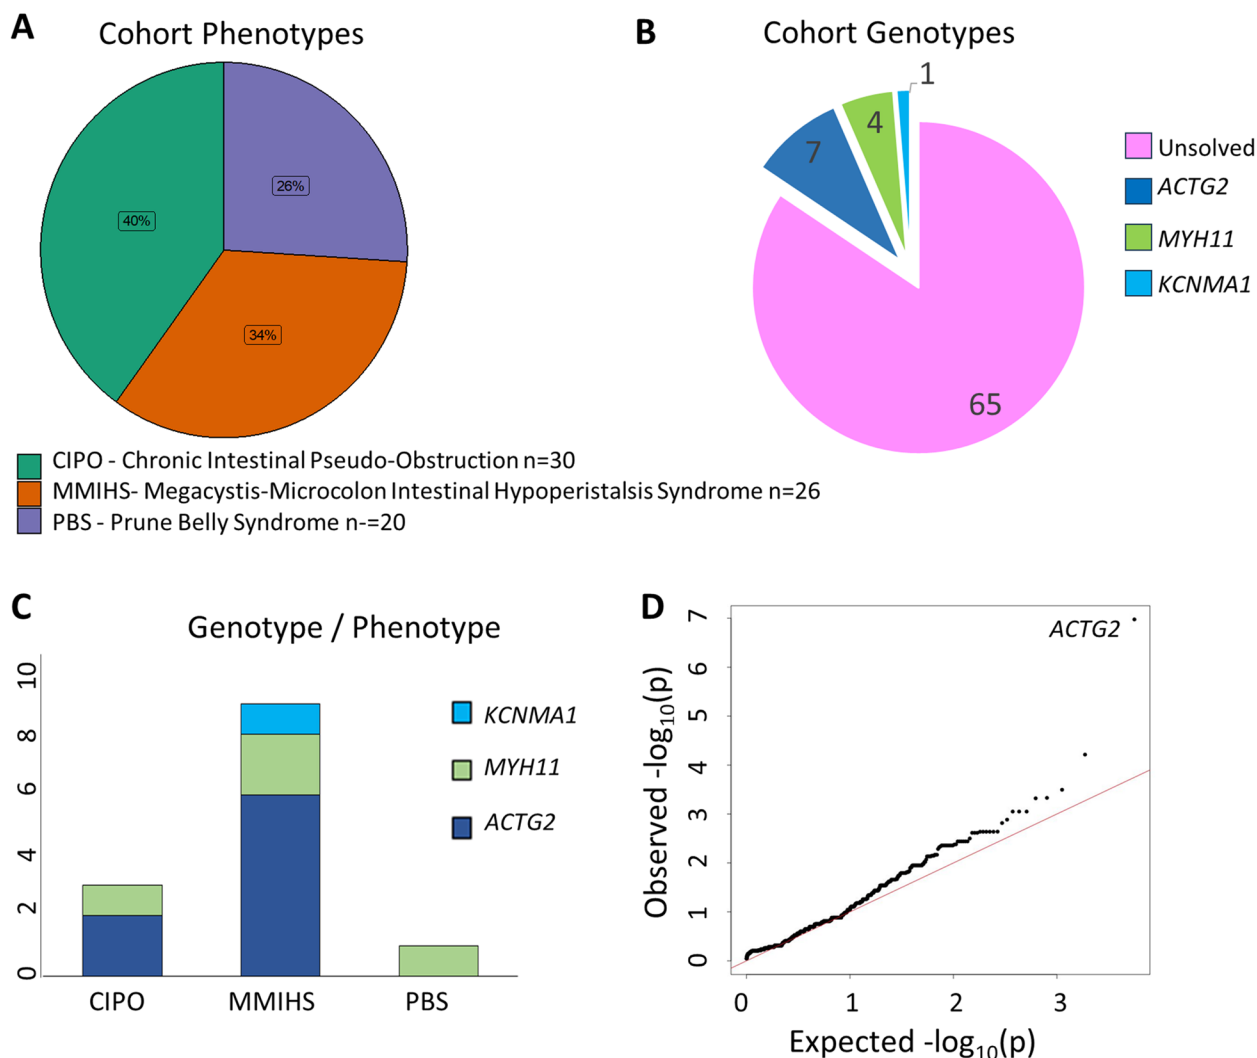 A
Cohort Phenotypes
26%
40%
34%
CIPO - Chronic Intestinal Pseudo-Obstruction n=30
MMIHS- Megacystis-Microcolon Intestinal Hypoperistalsis Syndrome n=26
PBS - Prune Belly Syndrome n-=20
B
Cohort Genotypes
1
4
7
65
Unsolved
ACTG2
MYH11
KCNMA1
C
Genotype / Phenotype
10
8
6
4
2
0
KCNMA1
MYH11
ACTG2
CIPO MMIHS PBS
D
ACTG2
Observed -log10(p)
7
6
5
4
3
2
1
0
0 1 2 3
Expected -log10(p)